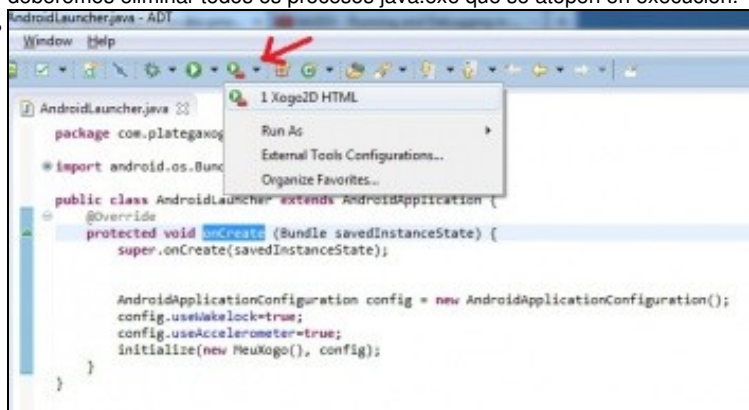 deberemos eliminar todos os procesos java.exe que se atopen en execución.
AndroidLauncher.java - ADT
Window Help
1 Xogo2D HTML
AndroidLauncher.java
Run As
External Tools Configurations...
Organize Favorites...
package com.plategaxog
import android.os.Bund
public class AndroidLauncher extends AndroidApplication {
@Override
protected void onCreate (Bundle savedInstanceState) {
super.onCreate(savedInstanceState);
AndroidApplicationConfiguration config = new AndroidApplicationConfiguration();
config.useWakelock=true;
config.useAccelerometer=true;
initialize(new MeuXogo(), config);
}
}